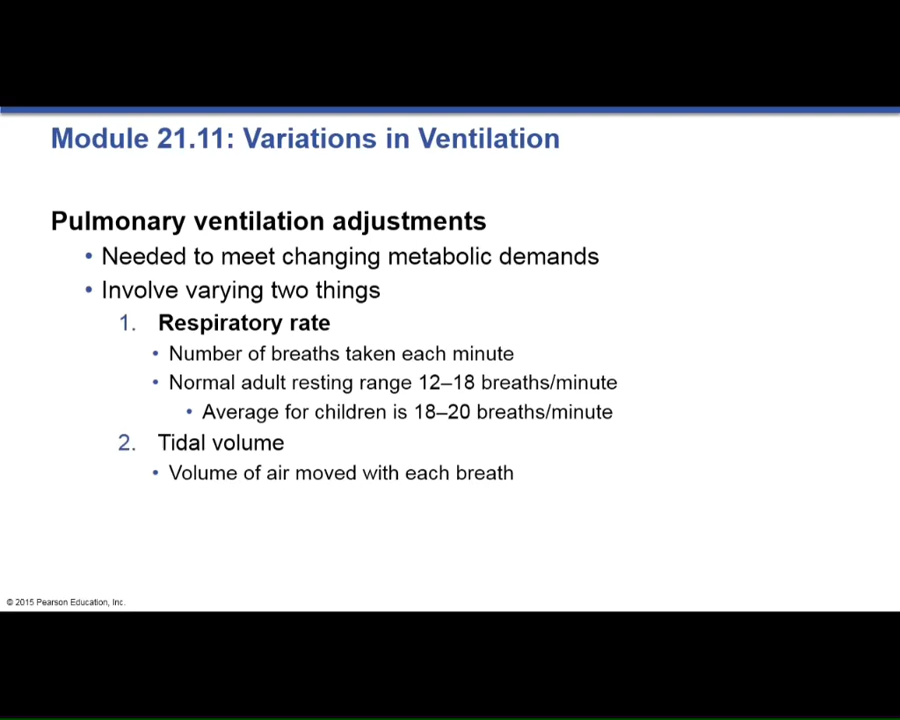 Module 21.11: Variations in Ventilation
Pulmonary ventilation adjustments
• Needed to meet changing metabolic demands
• Involve varying two things
1. Respiratory rate
• Number of breaths taken each minute
• Normal adult resting range 12–18 breaths/minute
• Average for children is 18–20 breaths/minute
2. Tidal volume
• Volume of air moved with each breath
© 2015 Pearson Education, Inc.